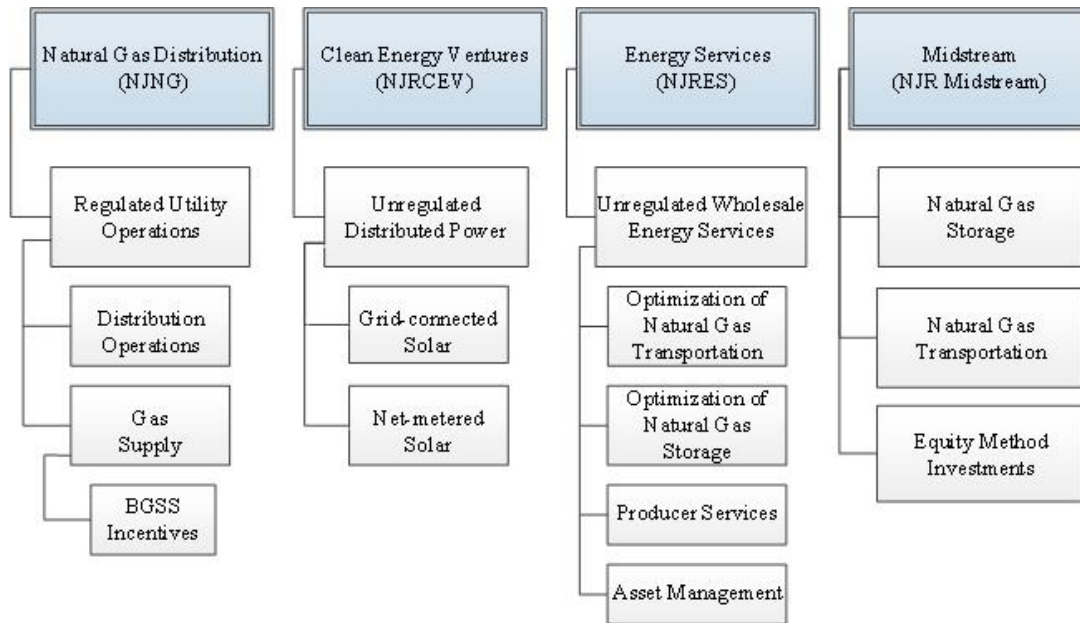 Natural Gas Distribution
(NJNG)
Regulated Utility
Operations
Distribution
Operations
Gas
Supply
BGSS
Incentives
Clean Energy Ventures
(NJRCEV)
Unregulated
Distributed Power
Grid-connected
Solar
Net-metered
Solar
Energy Services
(NJRES)
Unregulated Wholesale
Energy Services
Optimization of
Natural Gas
Transportation
Optimization of
Natural Gas
Storage
Producer Services
Asset Management
Midstream
(NJR Midstream)
Natural Gas
Storage
Natural Gas
Transportation
Equity Method
Investments